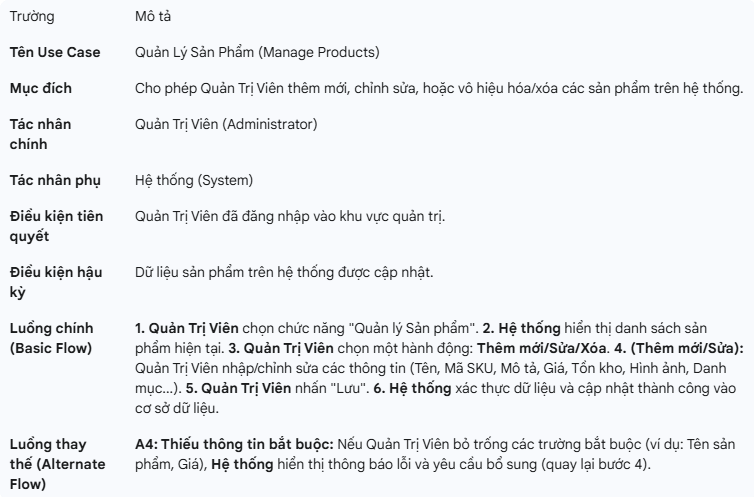 Trường Mô tả
Tên Use Case Quản Lý Sản Phẩm (Manage Products)
Mục đích Cho phép Quản Trị Viên thêm mới, chỉnh sửa, hoặc vô hiệu hóa/xóa các sản phẩm trên hệ thống.
Tác nhân
chính
Quản Trị Viên (Administrator)
Tác nhân phụ Hệ thống (System)
Điều kiện tiên
quyết
Quản Trị Viên đã đăng nhập vào khu vực quản trị.
Điều kiện hậu
kỳ
Dữ liệu sản phẩm trên hệ thống được cập nhật.
Luồng chính
(Basic Flow)
1. Quản Trị Viên chọn chức năng "Quản lý Sản phẩm". 2. Hệ thống hiển thị danh sách sản
phẩm hiện tại. 3. Quản Trị Viên chọn một hành động: Thêm mới/Sửa/Xóa. 4. (Thêm mới/Sửa):
Quản Trị Viên nhập/chỉnh sửa các thông tin (Tên, Mã SKU, Mô tả, Giá, Tồn kho, Hình ảnh, Danh
mục...). 5. Quản Trị Viên nhấn "Lưu". 6. Hệ thống xác thực dữ liệu và cập nhật thành công vào
cơ sở dữ liệu.
Luồng thay
thế (Alternate
Flow)
A4: Thiếu thông tin bắt buộc: Nếu Quản Trị Viên bỏ trống các trường bắt buộc (ví dụ: Tên sản
phẩm, Giá), Hệ thống hiển thị thông báo lỗi và yêu cầu bổ sung (quay lại bước 4).